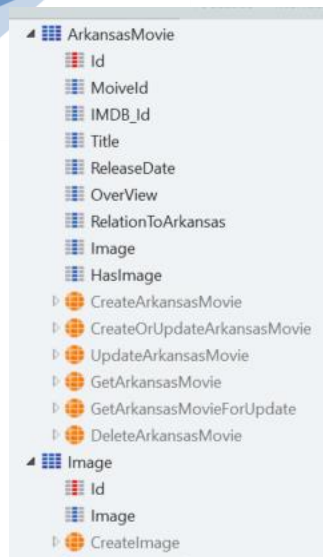 ArkansasMovie
Id
MoiveId
IMDB_Id
Title
ReleaseDate
OverView
RelationToArkansas
Image
HasImage
CreateArkansasMovie
CreateOrUpdateArkansasMovie
UpdateArkansasMovie
GetArkansasMovie
GetArkansasMovieForUpdate
DeleteArkansasMovie
Image
Id
Image
CreateImage